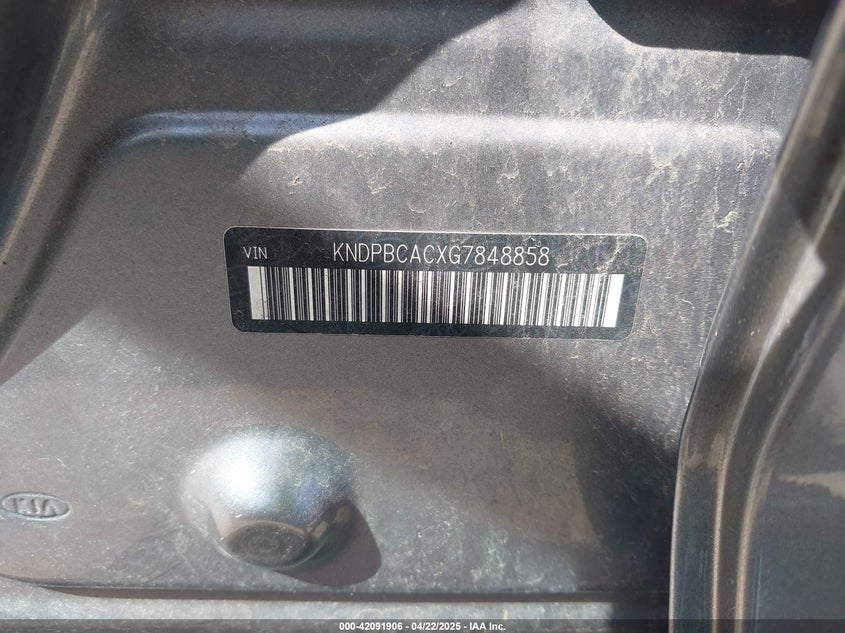 VIN KNDPBCACXG7848858
KIA
000-42091906 - 04/22/2025 - IAA Inc.